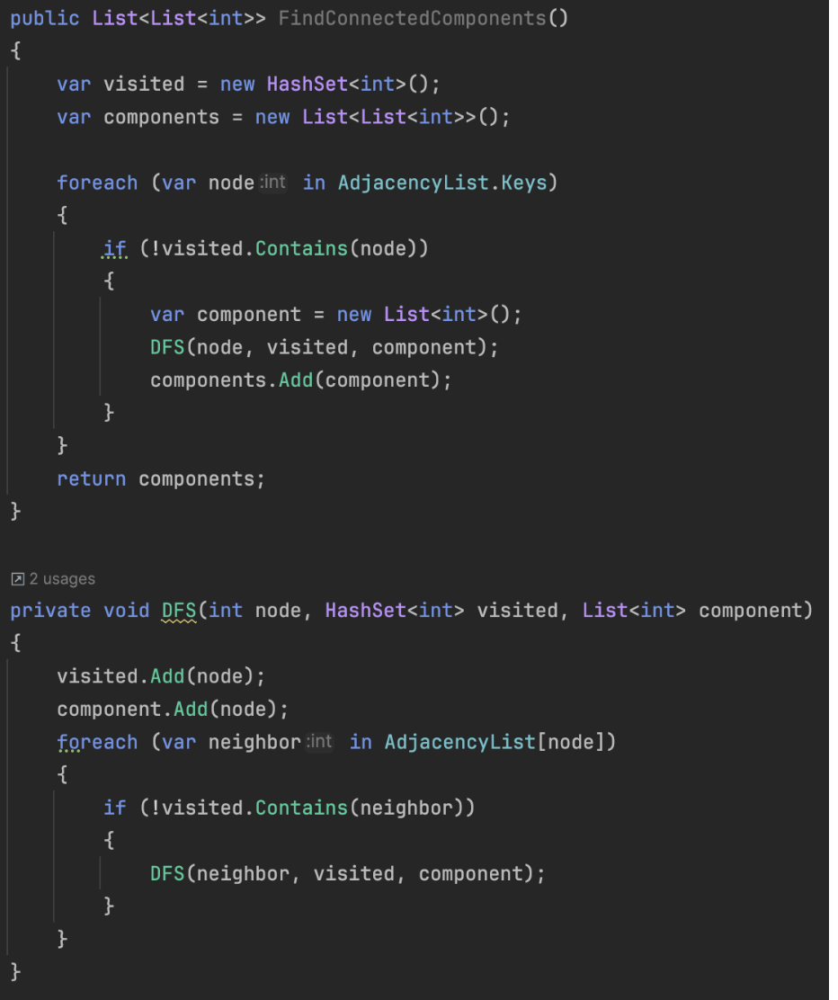 public List<List<int>> FindConnectedComponents()
{
    var visited = new HashSet<int>();
    var components = new List<List<int>>();

    foreach (var node :int in AdjacencyList.Keys)
    {
        if (!visited.Contains(node))
        {
            var component = new List<int>();
            DFS(node, visited, component);
            components.Add(component);
        }
    }
    return components;
}

2 usages
private void DFS(int node, HashSet<int> visited, List<int> component)
{
    visited.Add(node);
    component.Add(node);
    foreach (var neighbor :int in AdjacencyList[node])
    {
        if (!visited.Contains(neighbor))
        {
            DFS(neighbor, visited, component);
        }
    }
}